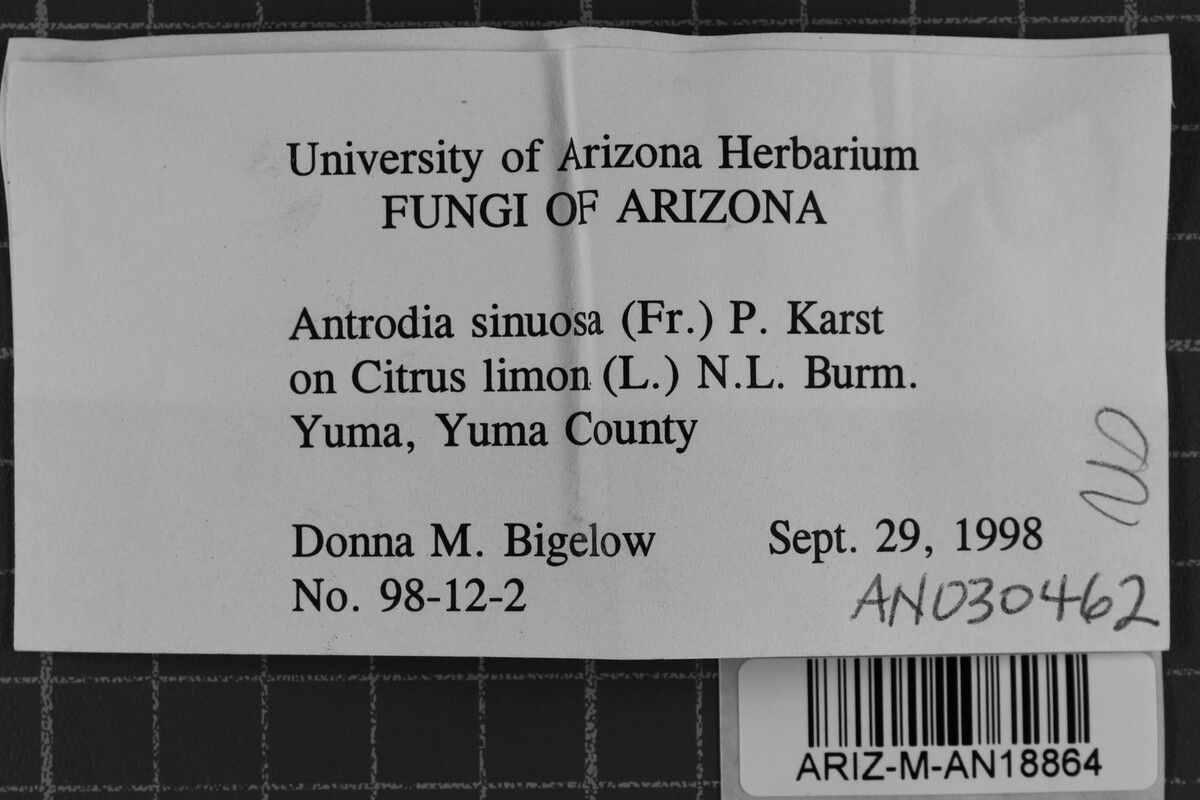 University of Arizona Herbarium
FUNGI OF ARIZONA
Antrodia sinuosa (Fr.) P. Karst
on Citrus limon (L.) N.L. Burm.
Yuma, Yuma County
Donna M. Bigelow Sept. 29, 1998
No. 98-12-2
AN030462
ND
ARIZ-M-AN18864